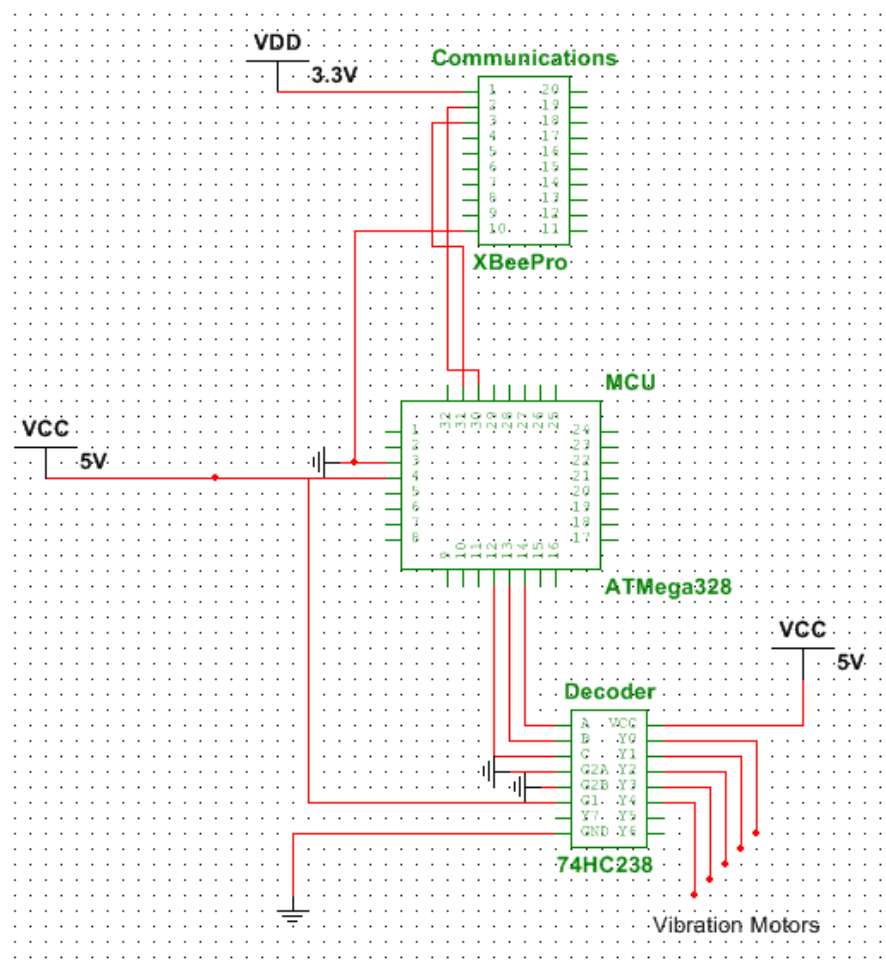 VDD
3.3V
Communications
1 20
2 19
3 18
4 17
5 16
6 15
7 14
8 13
9 12
10 11
XBeePro
MCU
32 31 30 29 28 27 26 25
VCC
5V
1 24
2 23
3 22
4 21
5 20
6 19
7 18
8 17
9 10 11 12 13 14 15 16
ATMega328
VCC
5V
Decoder
A VCC
B Y0
C Y1
G2A Y2
G2B Y3
G1 Y4
Y7 Y5
GND Y6
74HC238
Vibration Motors